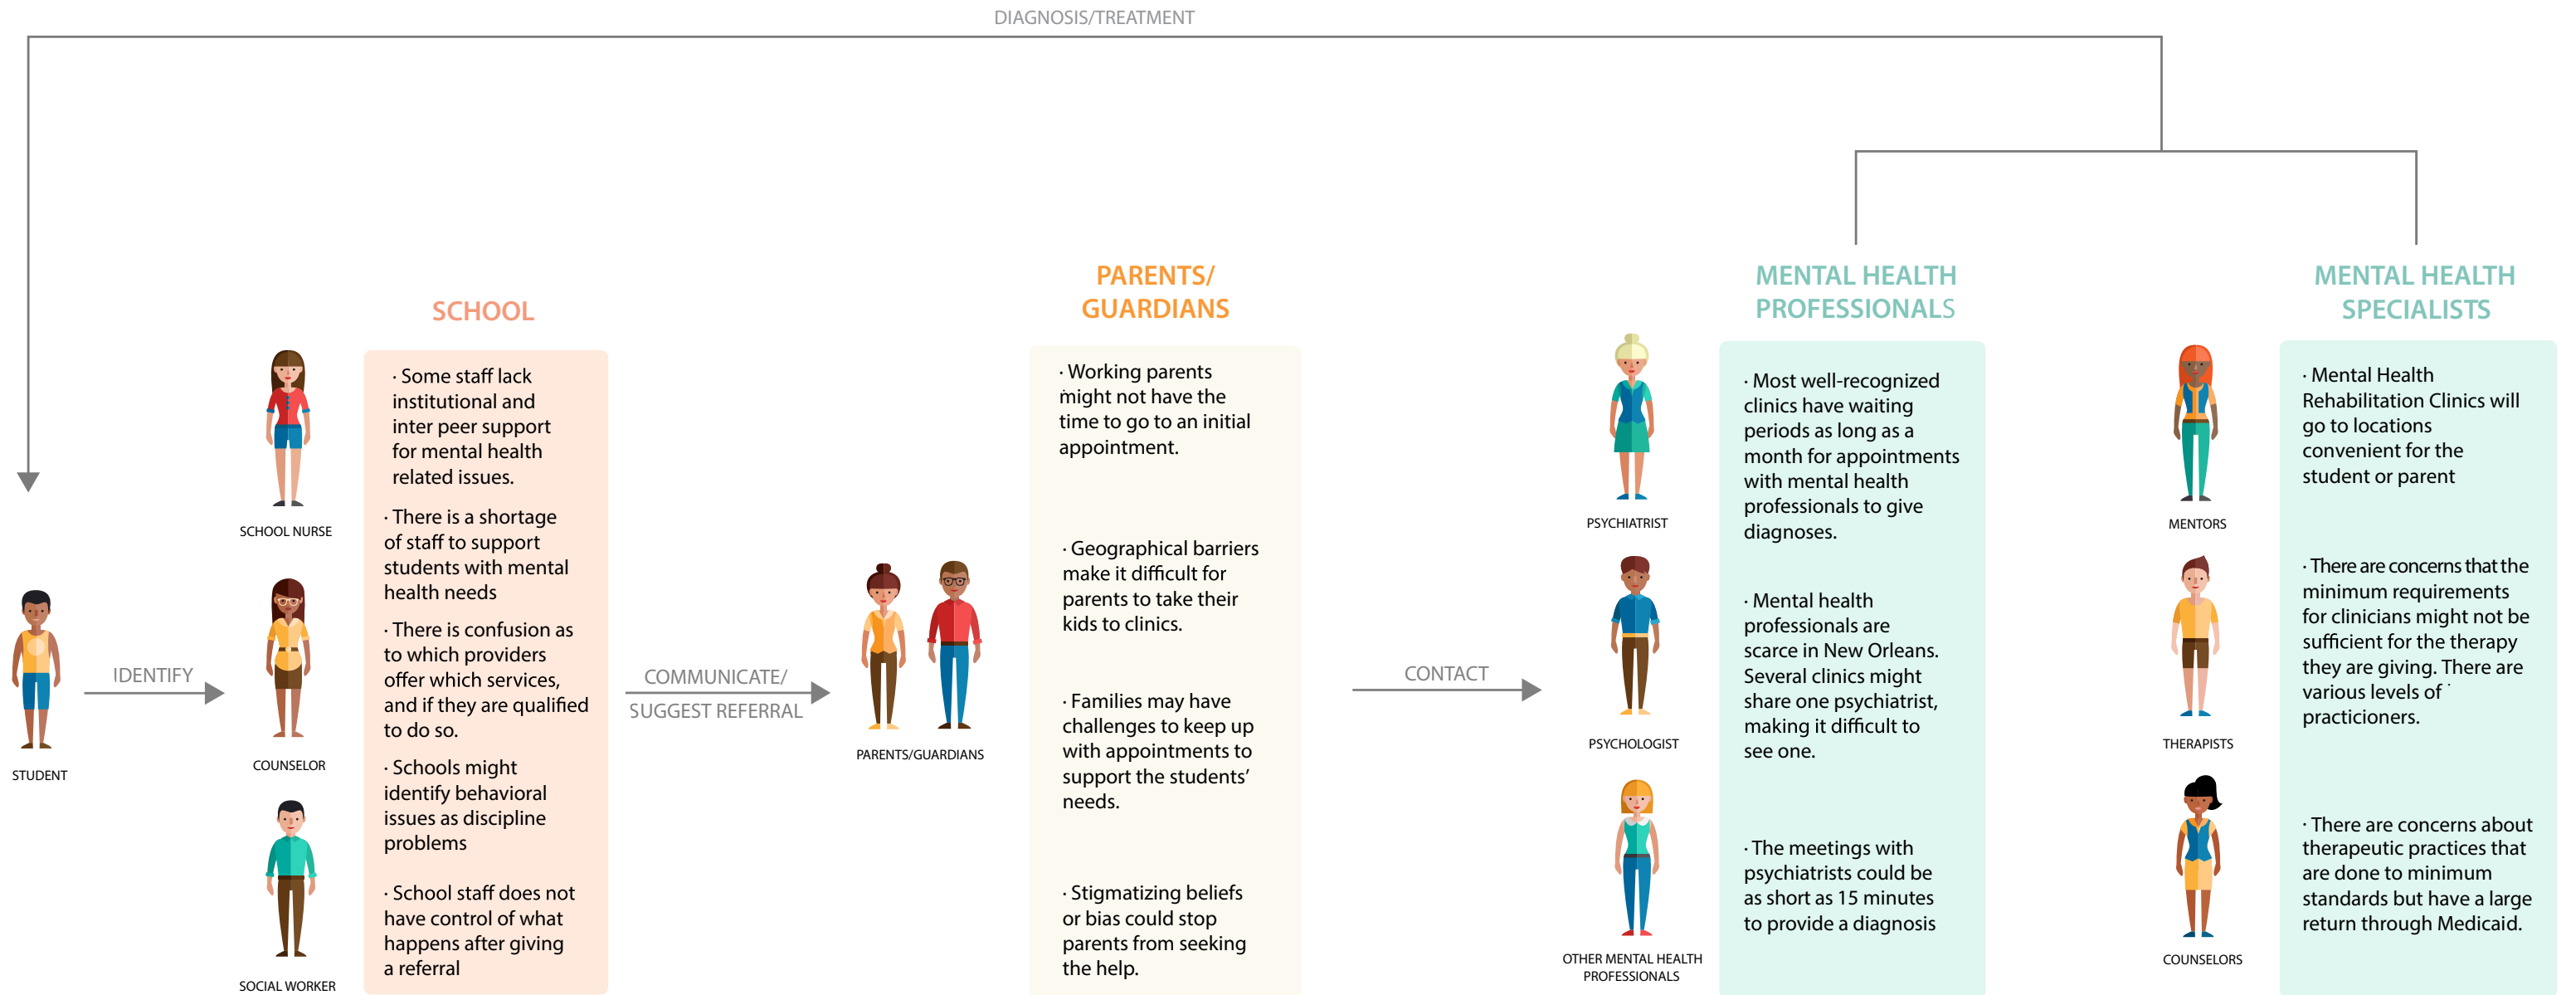 DIAGNOSIS/TREATMENT
STUDENT
IDENTIFY
SCHOOL
SCHOOL NURSE
COUNSELOR
SOCIAL WORKER
· Some staff lack
institutional and
inter peer support
for mental health
related issues.
· There is a shortage
of staff to support
students with mental
health needs
· There is confusion as
to which providers
offer which services,
and if they are qualified
to do so.
· Schools might
identify behavioral
issues as discipline
problems
· School staff does not
have control of what
happens after giving
a referral
COMMUNICATE/
SUGGEST REFERRAL
PARENTS/
GUARDIANS
PARENTS/GUARDIANS
· Working parents
might not have the
time to go to an initial
appointment.
· Geographical barriers
make it difficult for
parents to take their
kids to clinics.
· Families may have
challenges to keep up
with appointments to
support the students’
needs.
· Stigmatizing beliefs
or bias could stop
parents from seeking
the help.
CONTACT
MENTAL HEALTH
PROFESSIONALS
PSYCHIATRIST
PSYCHOLOGIST
OTHER MENTAL HEALTH
PROFESSIONALS
· Most well-recognized
clinics have waiting
periods as long as a
month for appointments
with mental health
professionals to give
diagnoses.
· Mental health
professionals are
scarce in New Orleans.
Several clinics might
share one psychiatrist,
making it difficult to
see one.
· The meetings with
psychiatrists could be
as short as 15 minutes
to provide a diagnosis
MENTAL HEALTH
SPECIALISTS
MENTORS
THERAPISTS
COUNSELORS
· Mental Health
Rehabilitation Clinics will
go to locations
convenient for the
student or parent
· There are concerns that the
minimum requirements
for clinicians might not be
sufficient for the therapy
they are giving. There are
various levels of
practicioners.
· There are concerns about
therapeutic practices that
are done to minimum
standards but have a large
return through Medicaid.